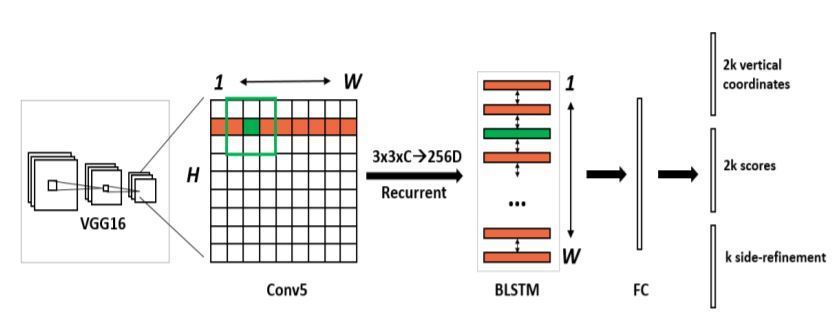 1 W
H
VGG16
Conv5
3x3xC→256D
Recurrent
1
...
W
BLSTM
FC
2k vertical
coordinates
2k scores
k side-refinement